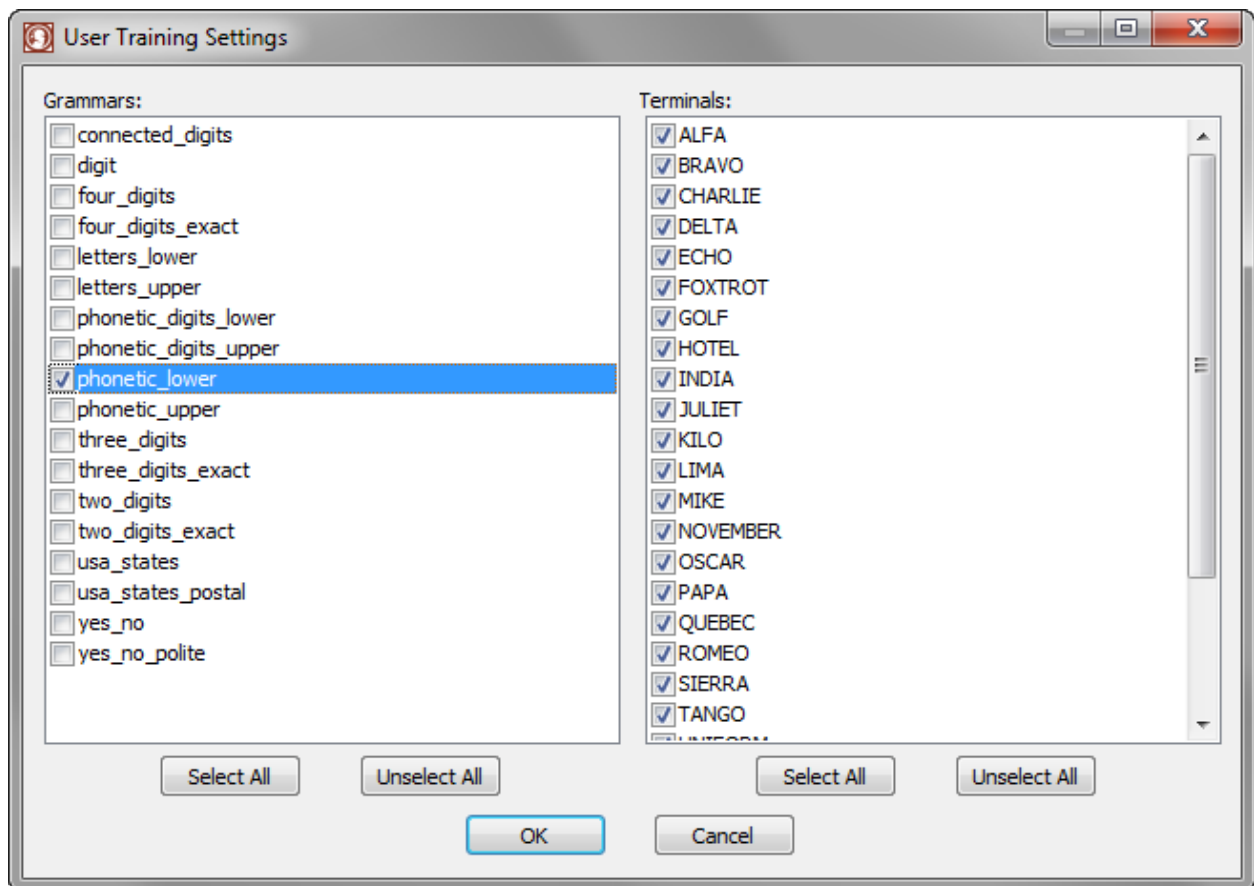 User Training Settings
Grammars:
connected_digits
digit
four_digits
four_digits_exact
letters_lower
letters_upper
phonetic_digits_lower
phonetic_digits_upper
phonetic_lower
phonetic_upper
three_digits
three_digits_exact
two_digits
two_digits_exact
usa_states
usa_states_postal
yes_no
yes_no_polite
Select All
Unselect All
Terminals:
ALFA
BRAVO
CHARLIE
DELTA
ECHO
FOXTROT
GOLF
HOTEL
INDIA
JULIET
KILO
LIMA
MIKE
NOVEMBER
OSCAR
PAPA
QUEBEC
ROMEO
SIERRA
TANGO
UNIFORM
Select All
Unselect All
OK
Cancel